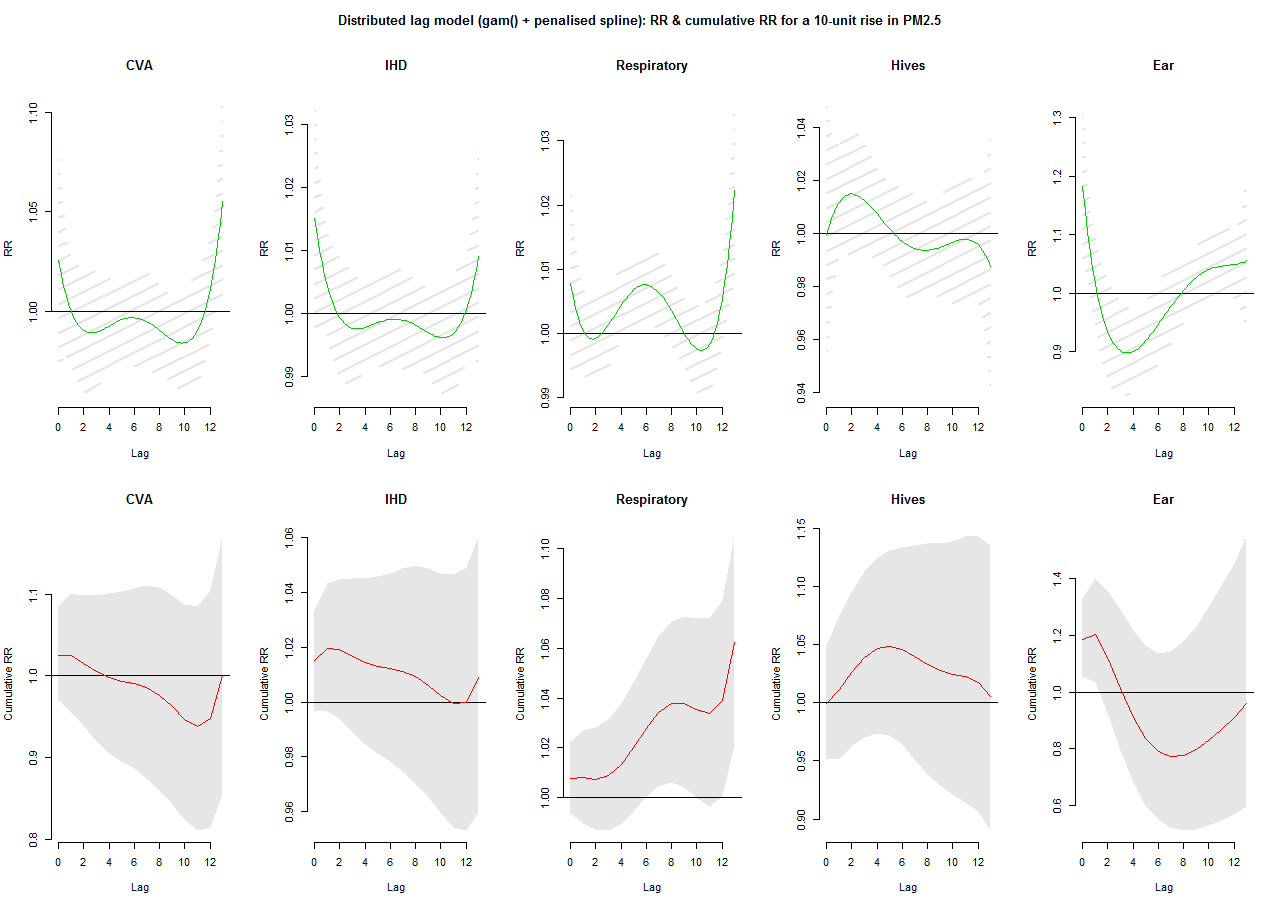 Distributed lag model (gam() + penalised spline): RR & cumulative RR for a 10-unit rise in PM2.5
CVA
RR
1.00 1.05 1.10
0 2 4 6 8 10 12
Lag
IHD
RR
0.99 1.00 1.01 1.02 1.03
0 2 4 6 8 10 12
Lag
Respiratory
RR
0.99 1.00 1.01 1.02 1.03
0 2 4 6 8 10 12
Lag
Hives
RR
0.94 0.96 0.98 1.00 1.02 1.04
0 2 4 6 8 10 12
Lag
Ear
RR
0.9 1.0 1.1 1.2 1.3
0 2 4 6 8 10 12
Lag
CVA
Cumulative RR
0.8 0.9 1.0 1.1
0 2 4 6 8 10 12
Lag
IHD
Cumulative RR
0.96 0.98 1.00 1.02 1.04 1.06
0 2 4 6 8 10 12
Lag
Respiratory
Cumulative RR
1.00 1.02 1.04 1.06 1.08 1.10
0 2 4 6 8 10 12
Lag
Hives
Cumulative RR
0.90 0.95 1.00 1.05 1.10 1.15
0 2 4 6 8 10 12
Lag
Ear
Cumulative RR
0.6 0.8 1.0 1.2 1.4
0 2 4 6 8 10 12
Lag